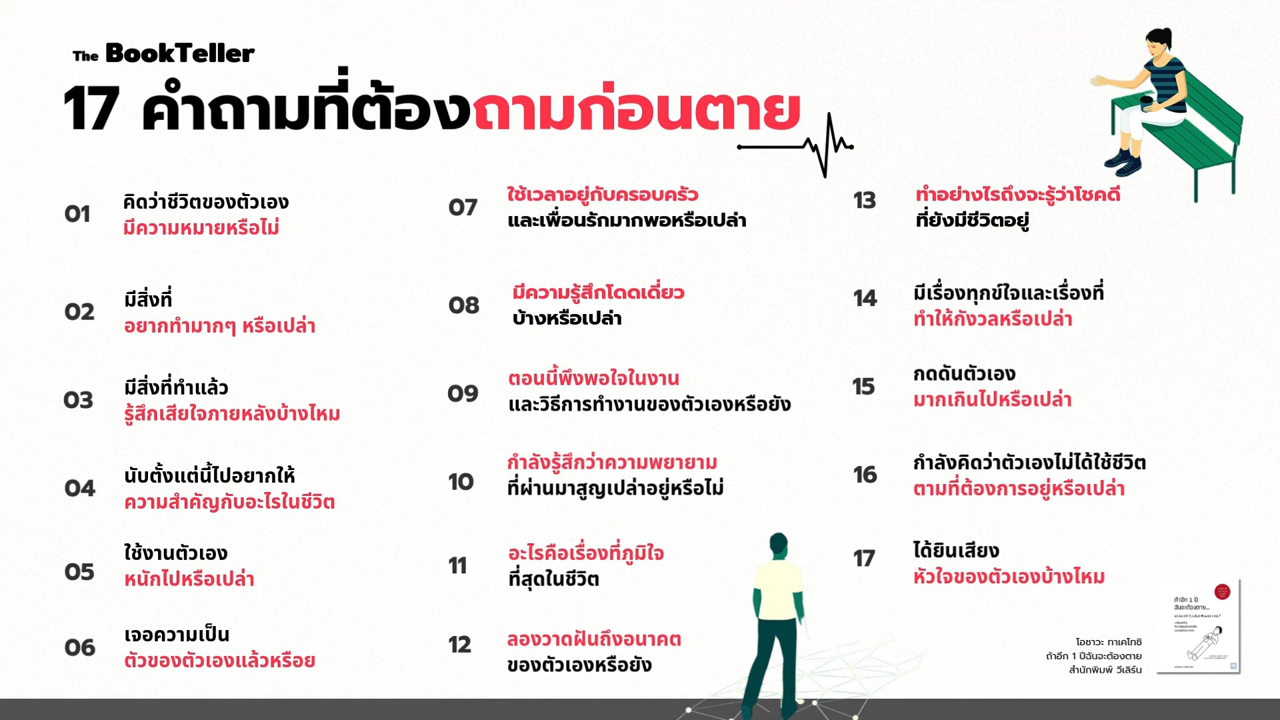 The BookTeller
17 คำถามที่ต้องถามก่อนตาย
01
คิดว่าชีวิตของตัวเอง
มีความหมายหรือไม่
02
มีสิ่งที่
อยากทำมากๆ หรือเปล่า
03
มีสิ่งที่ทำแล้ว
รู้สึกเสียใจภายหลังบ้างไหม
04
นับตั้งแต่นี้ไปอยากให้
ความสำคัญกับอะไรในชีวิต
05
ใช้งานตัวเอง
หนักไปหรือเปล่า
06
เจอความเป็น
ตัวของตัวเองแล้วหรือย
07
ใช้เวลาอยู่กับครอบครัว
และเพื่อนรักมากพอหรือเปล่า
08
มีความรู้สึกโดดเดี่ยว
บ้างหรือเปล่า
09
ตอนนี้พึงพอใจในงาน
และวิธีการทำงานของตัวเองหรือยัง
10
กำลังรู้สึกว่าความพยายาม
ที่ผ่านมาสูญเปล่าอยู่หรือไม่
11
อะไรคือเรื่องที่ภูมิใจ
ที่สุดในชีวิต
12
ลองวาดฝันถึงอนาคต
ของตัวเองหรือยัง
13
ทำอย่างไรถึงจะรู้ว่าโชคดี
ที่ยังมีชีวิตอยู่
14
มีเรื่องทุกข์ใจและเรื่องที่
ทำให้กังวลหรือเปล่า
15
กดดันตัวเอง
มากเกินไปหรือเปล่า
16
กำลังคิดว่าตัวเองไม่ได้ใช้ชีวิต
ตามที่ต้องการอยู่หรือเปล่า
17
ได้ยินเสียง
หัวใจของตัวเองบ้างไหม
โอซาวะ ทาเคโทชิ
ถ้าอีก 1 ปีฉันจะต้องตาย
สำนักพิมพ์ วีเลิร์น
ถ้าอีก 1 ปี
ฉันจะต้องตาย...